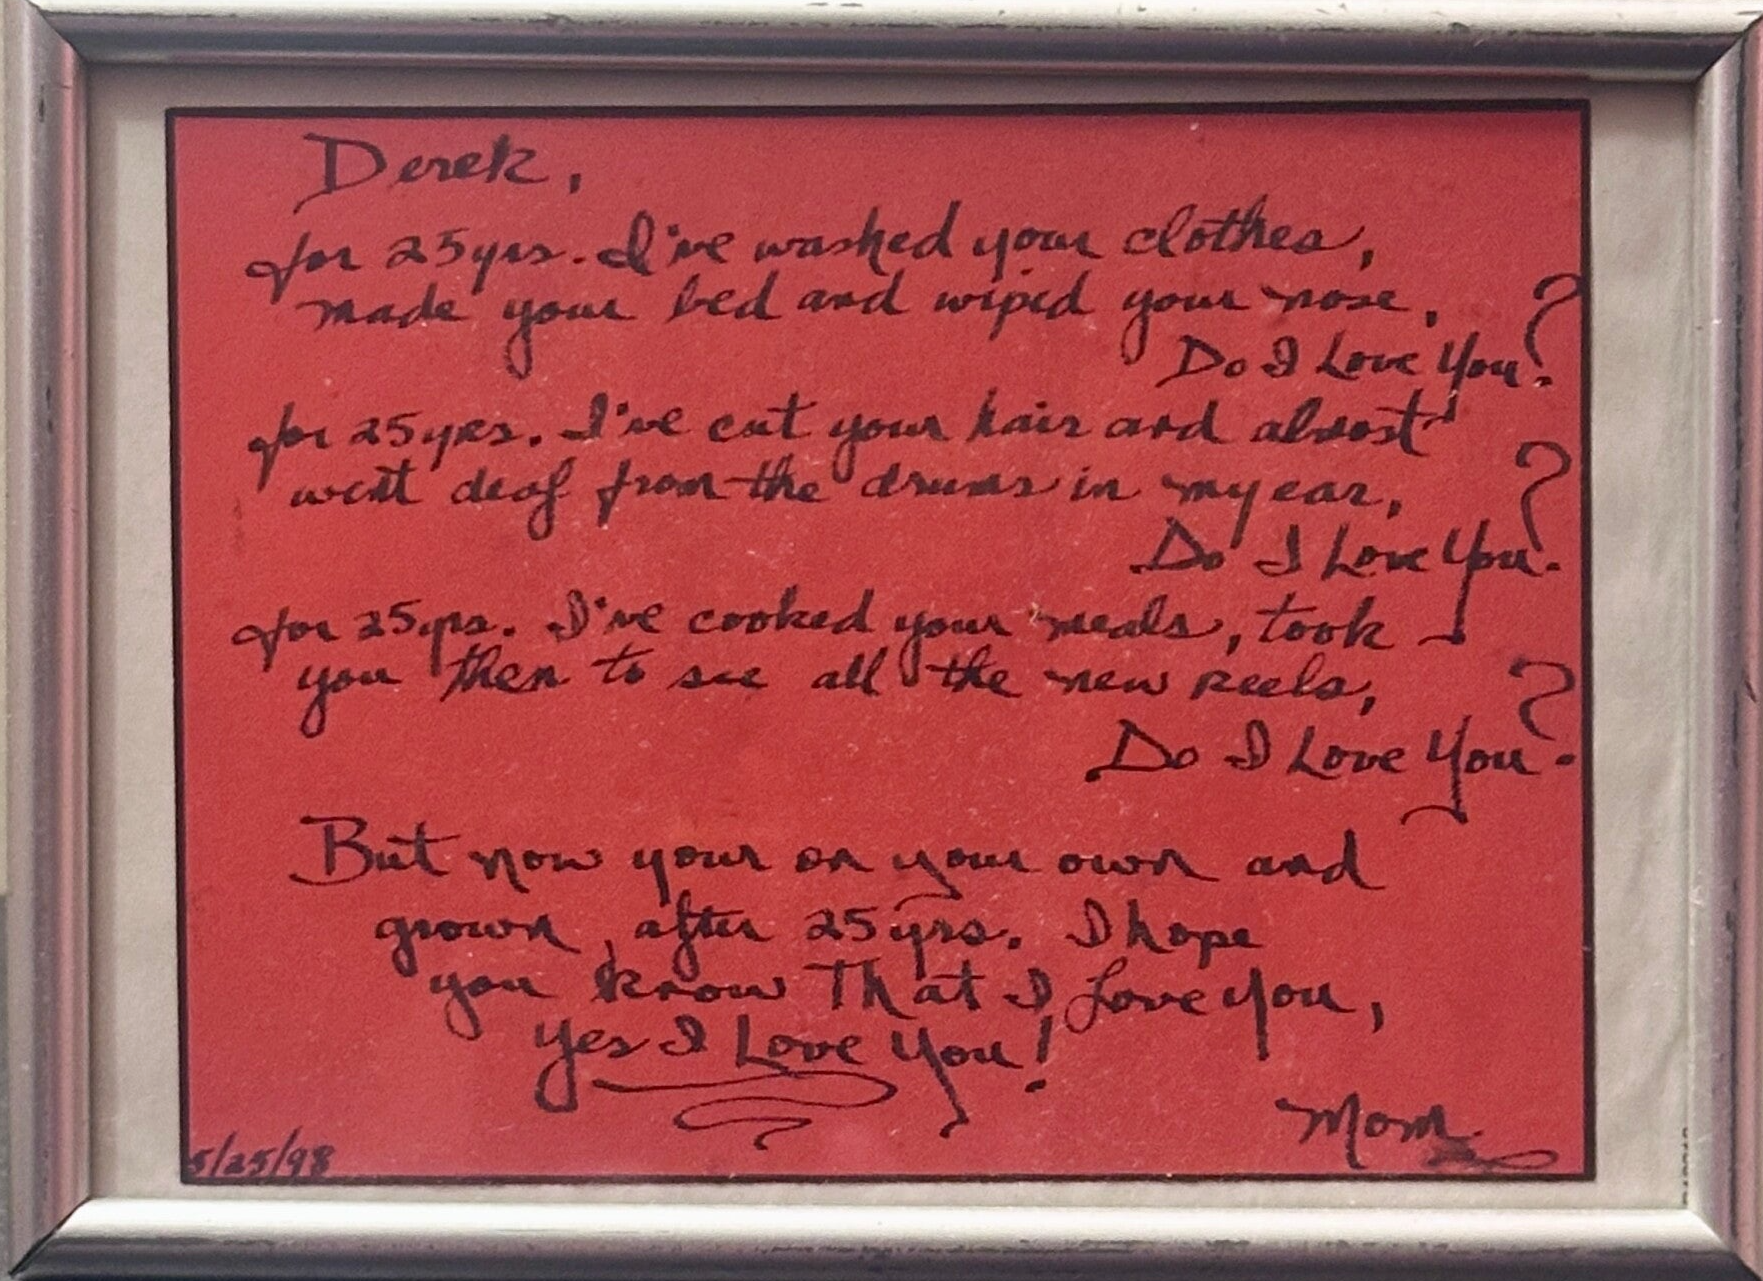 Derek,
for 25yrs. I've washed your clothes,
made your bed and wiped your nose,
Do I Love You?
for 25yrs. I've cut your hair and almost
went deaf from the drums in my ear,
Do I Love You?
for 25yrs. I've cooked your meals, took
you then to see all the new reels,
Do I Love You?
But now your on your own and
grown, after 25yrs. I hope
you know That I Love you,
yes I Love You!
Mom
5/25/98